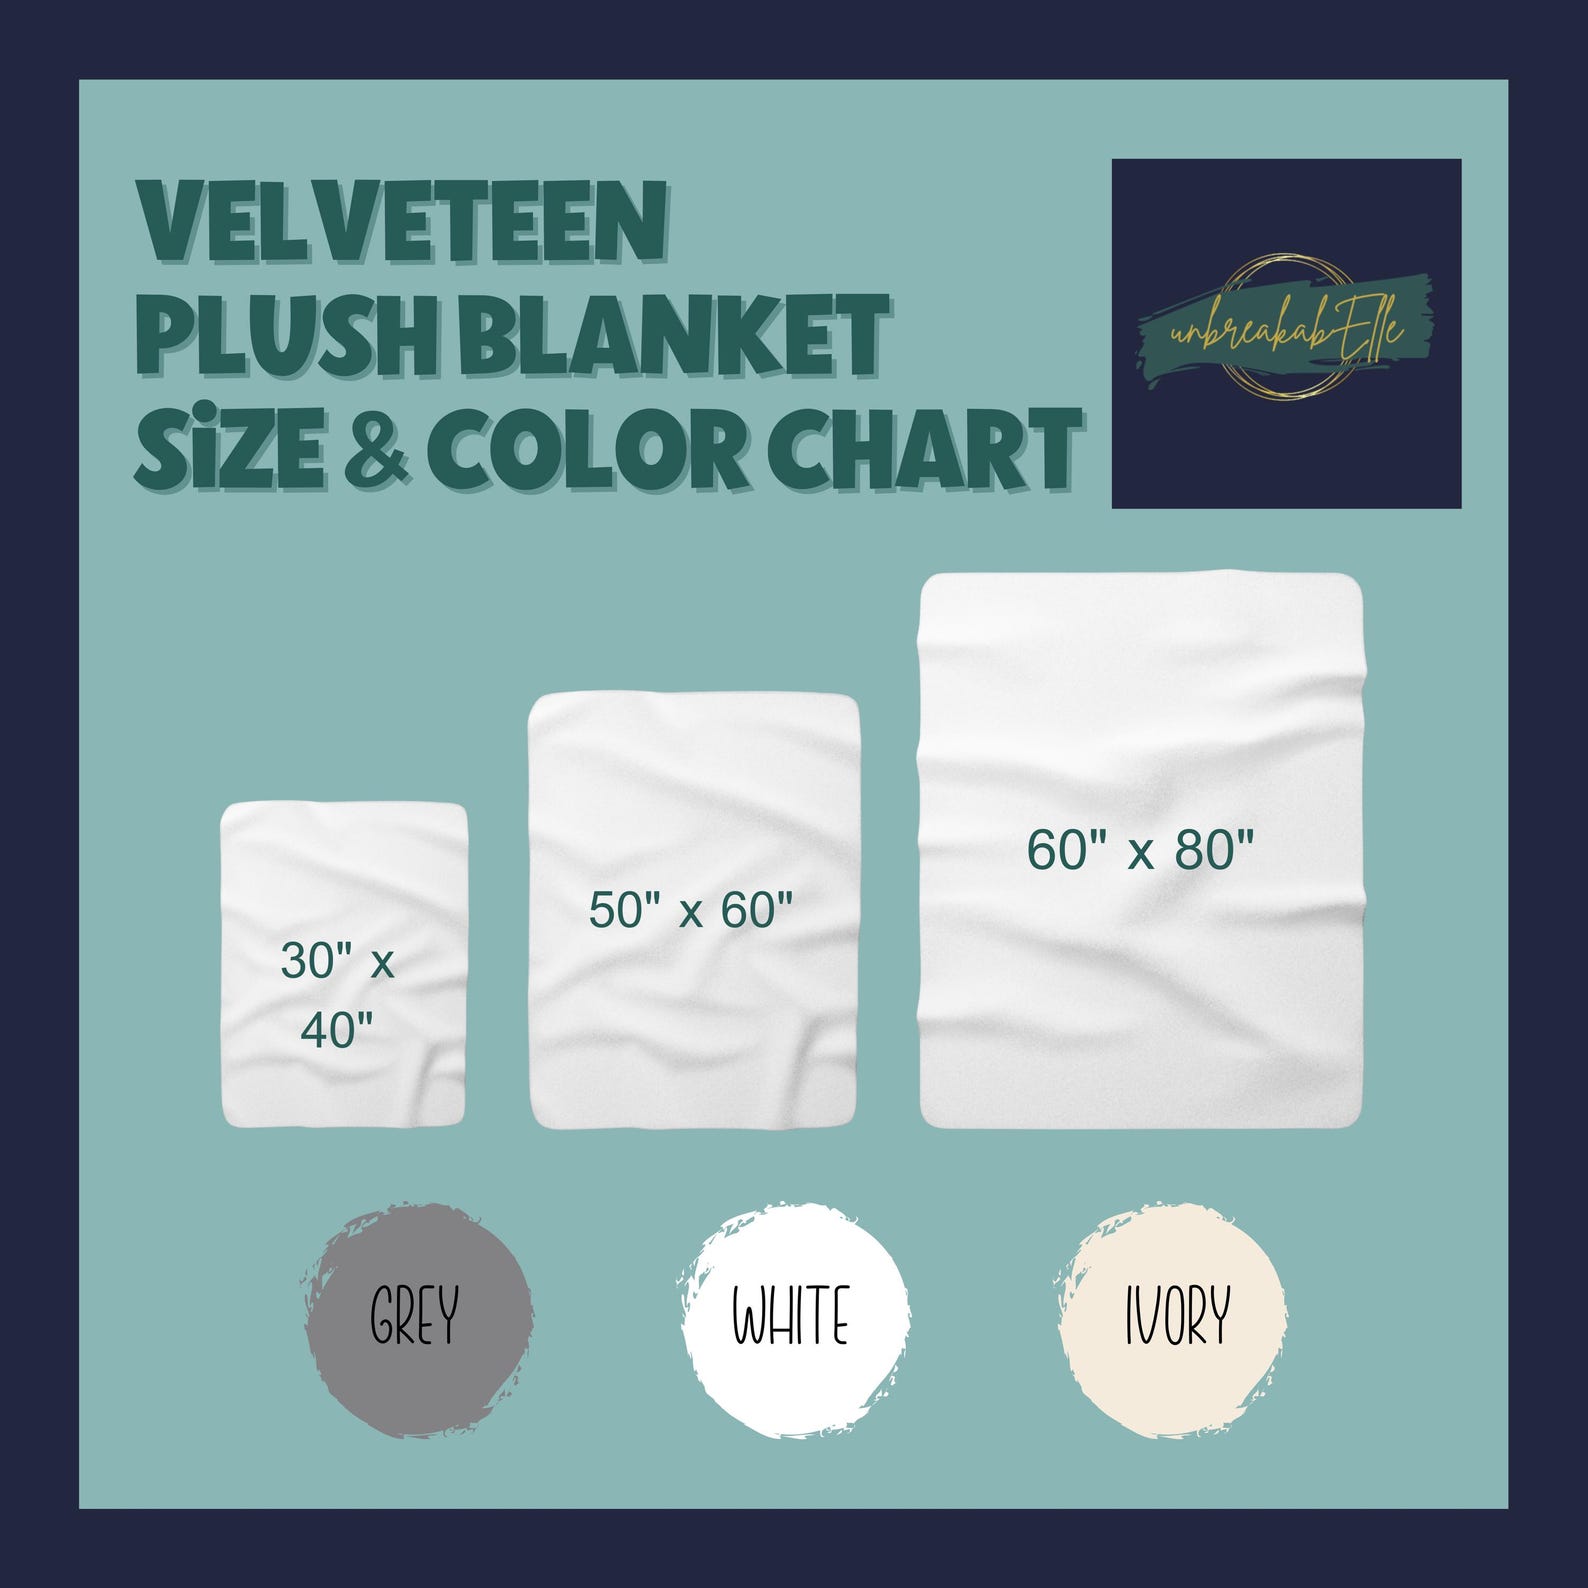 VELVETEEN
PLUSH BLANKET
SiZE & COLOR CHART
unbreakabElle
30" x
40"
50" x 60"
60" x 80"
GREY
WHITE
IVORY